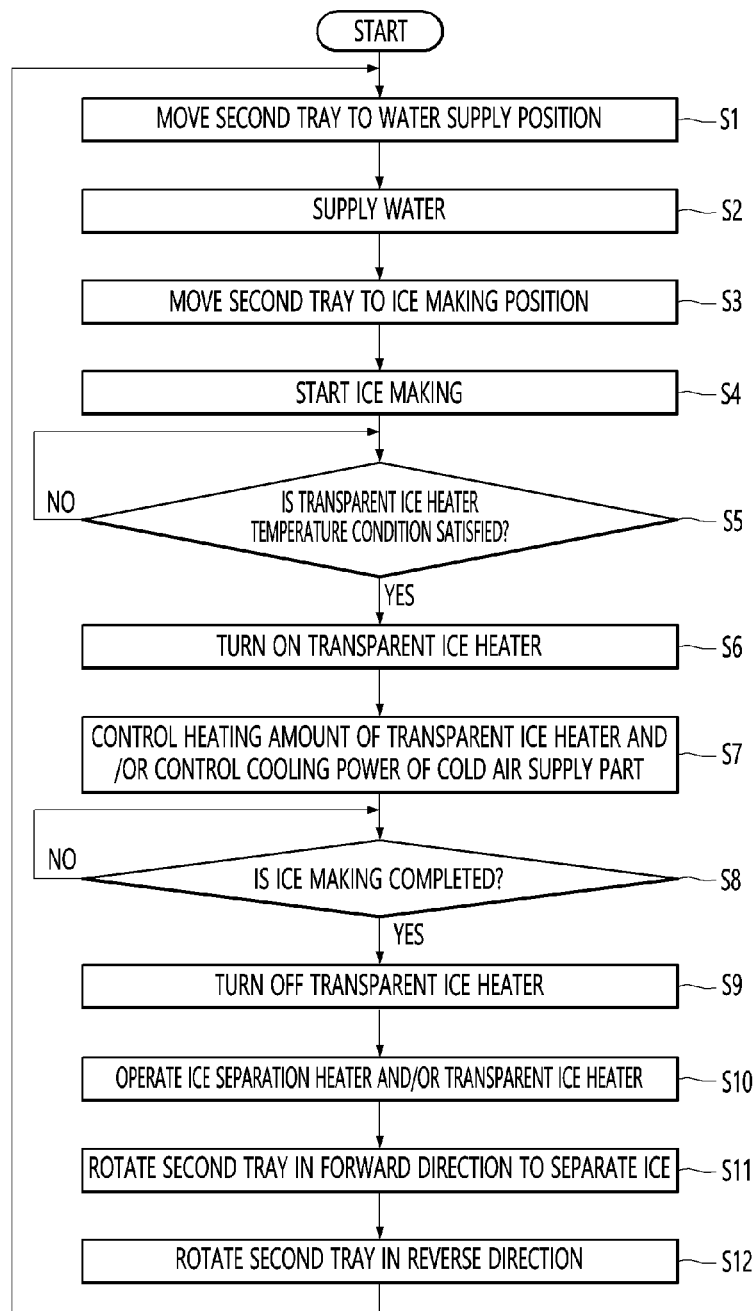 START
MOVE SECOND TRAY TO WATER SUPPLY POSITION
S1
SUPPLY WATER
S2
MOVE SECOND TRAY TO ICE MAKING POSITION
S3
START ICE MAKING
S4
NO
IS TRANSPARENT ICE HEATER
TEMPERATURE CONDITION SATISFIED?
S5
YES
TURN ON TRANSPARENT ICE HEATER
S6
CONTROL HEATING AMOUNT OF TRANSPARENT ICE HEATER AND
/OR CONTROL COOLING POWER OF COLD AIR SUPPLY PART
S7
NO
IS ICE MAKING COMPLETED?
S8
YES
TURN OFF TRANSPARENT ICE HEATER
S9
OPERATE ICE SEPARATION HEATER AND/OR TRANSPARENT ICE HEATER
S10
ROTATE SECOND TRAY IN FORWARD DIRECTION TO SEPARATE ICE
S11
ROTATE SECOND TRAY IN REVERSE DIRECTION
S12